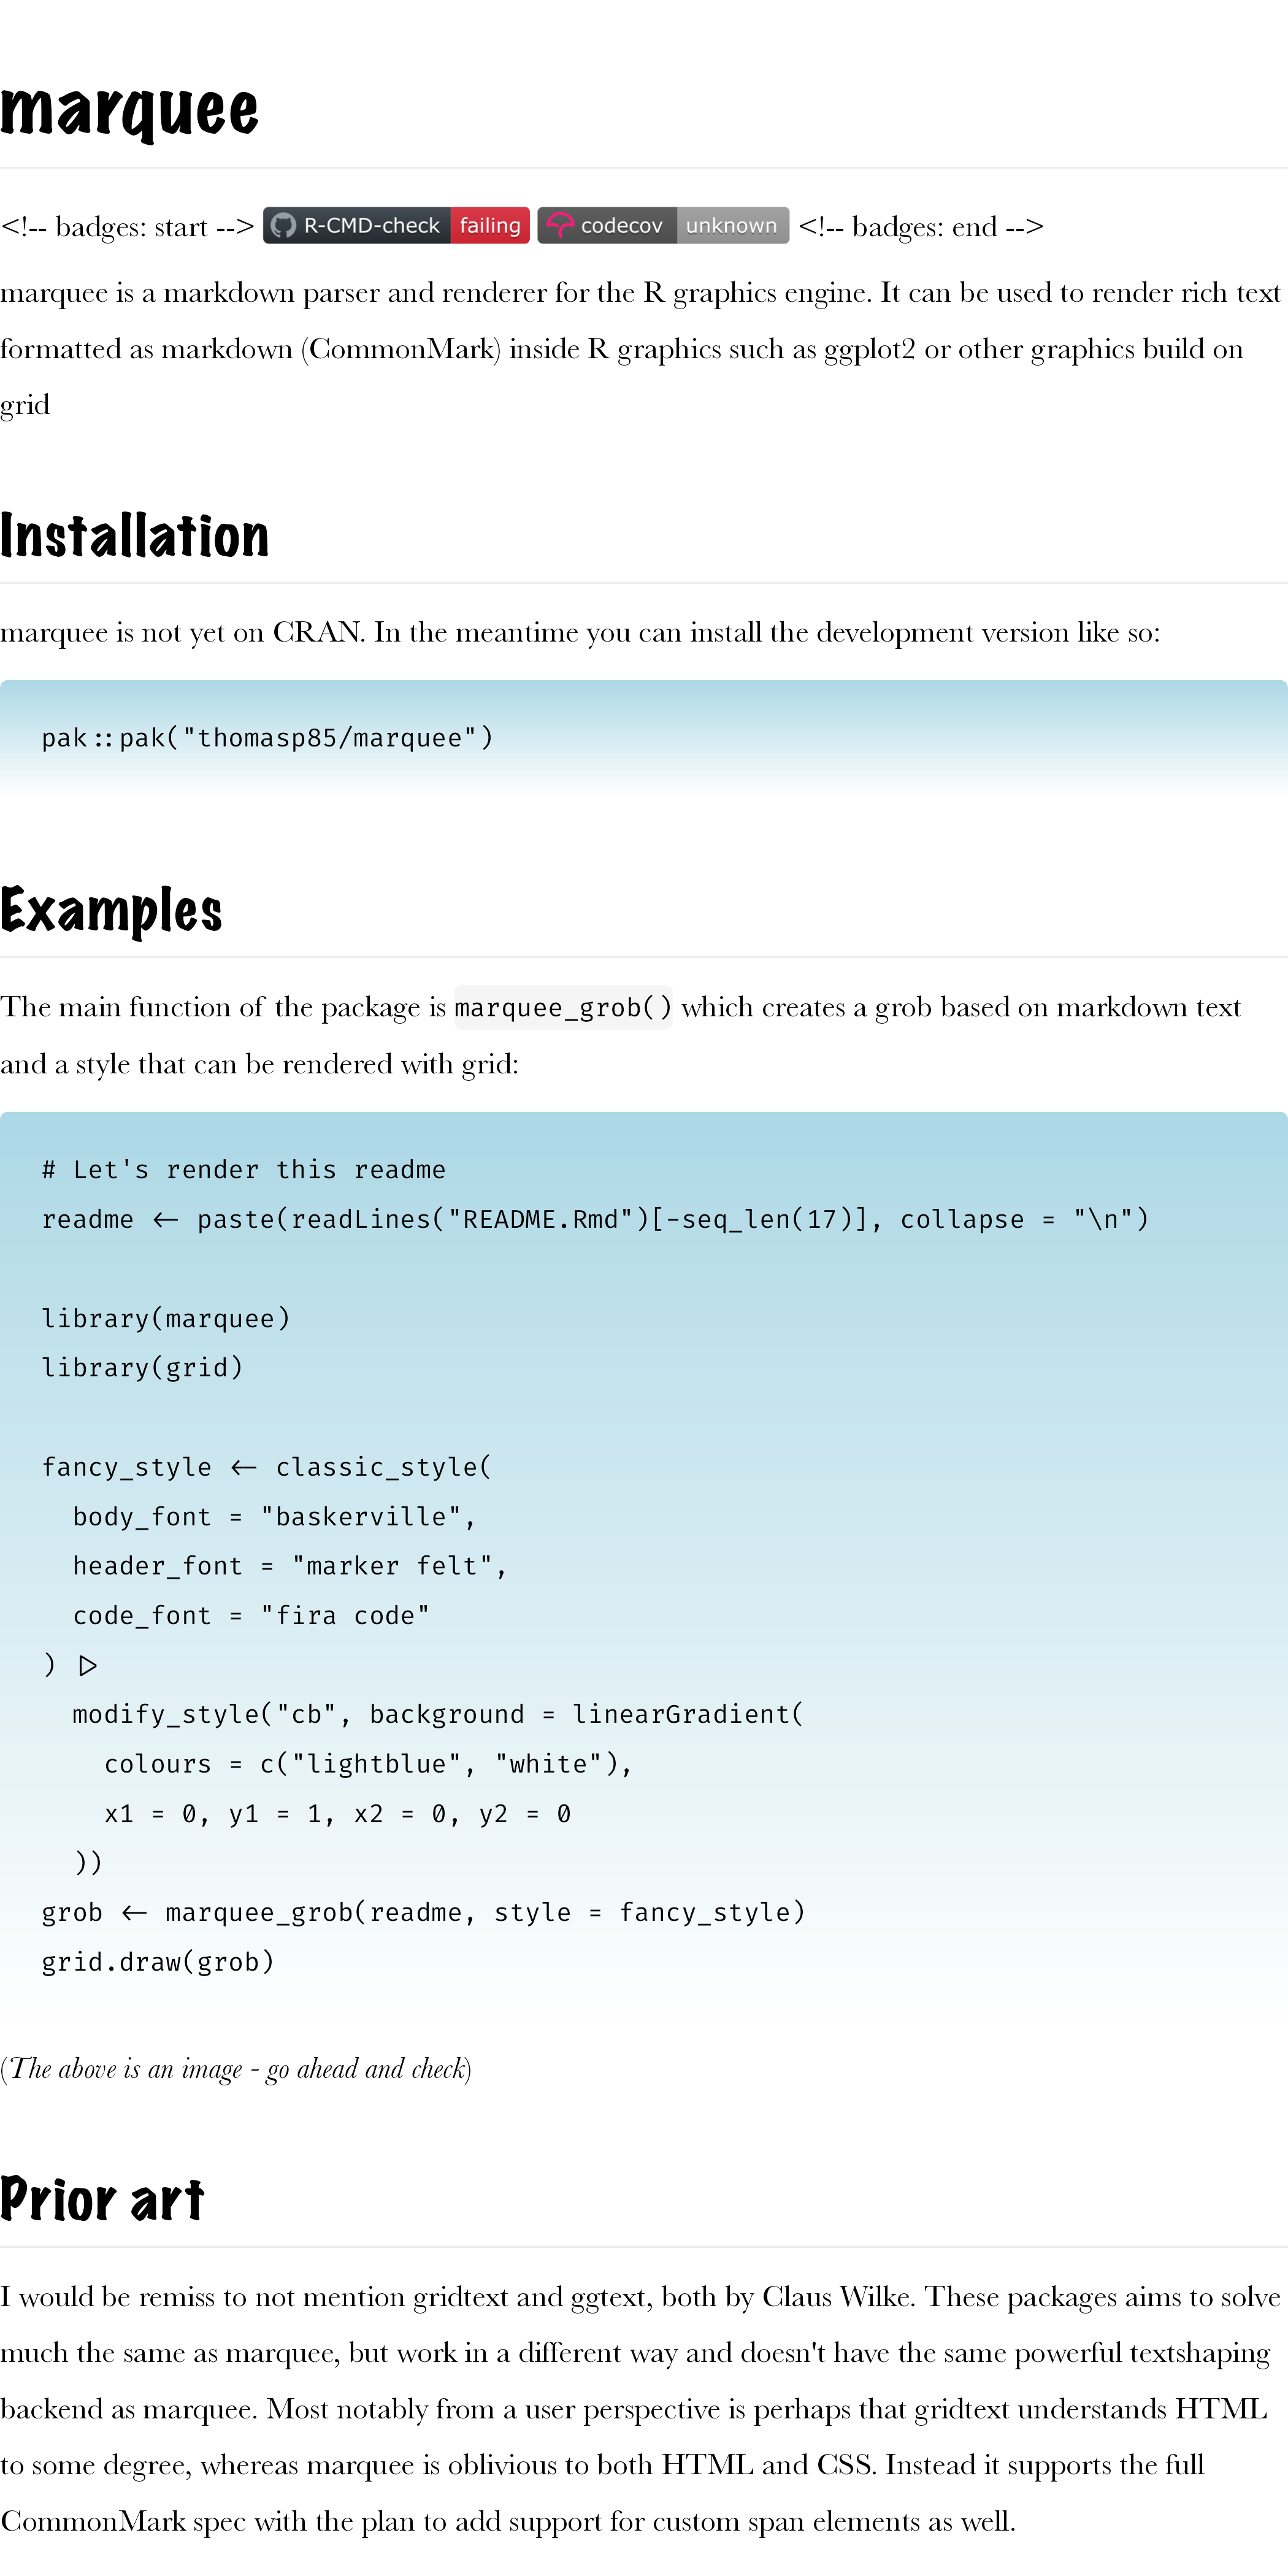 marquee
<!-- badges: start --> R-CMD-check failing codecov unknown <!-- badges: end -->
marquee is a markdown parser and renderer for the R graphics engine. It can be used to render rich text
formatted as markdown (CommonMark) inside R graphics such as ggplot2 or other graphics build on
grid
Installation
marquee is not yet on CRAN. In the meantime you can install the development version like so:
pak::pak("thomasp85/marquee")
Examples
The main function of the package is marquee_grob() which creates a grob based on markdown text
and a style that can be rendered with grid:
# Let's render this readme
readme <- paste(readLines("README.Rmd")[-seq_len(17)], collapse = "\n")
library(marquee)
library(grid)
fancy_style <- classic_style(
  body_font = "baskerville",
  header_font = "marker felt",
  code_font = "fira code"
) |>
  modify_style("cb", background = linearGradient(
    colours = c("lightblue", "white"),
    x1 = 0, y1 = 1, x2 = 0, y2 = 0
  ))
grob <- marquee_grob(readme, style = fancy_style)
grid.draw(grob)
(The above is an image - go ahead and check)
Prior art
I would be remiss to not mention gridtext and ggtext, both by Claus Wilke. These packages aims to solve
much the same as marquee, but work in a different way and doesn't have the same powerful textshaping
backend as marquee. Most notably from a user perspective is perhaps that gridtext understands HTML
to some degree, whereas marquee is oblivious to both HTML and CSS. Instead it supports the full
CommonMark spec with the plan to add support for custom span elements as well.